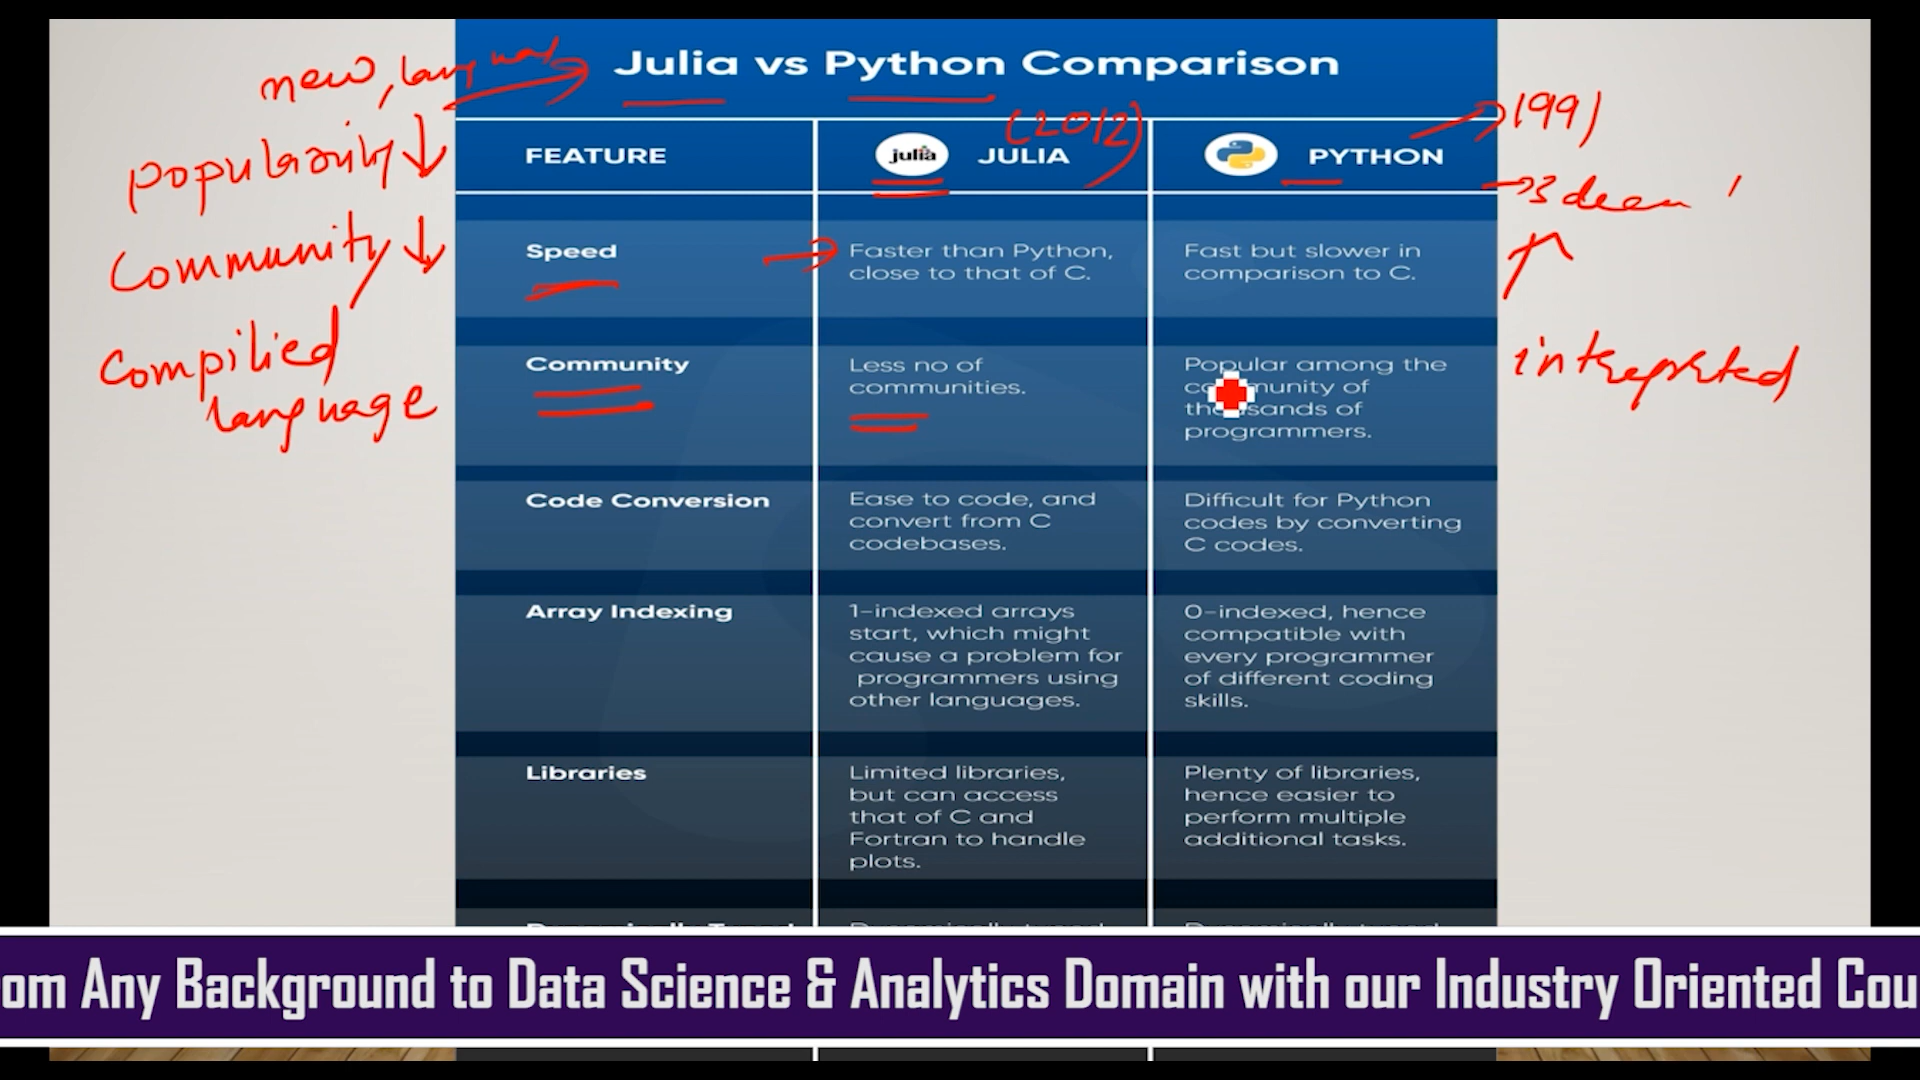 new, language
Julia vs Python Comparison
popularity ↓
(2012)
→ 1991
FEATURE
julia
JULIA
PYTHON
Community ↓
Compilied
language
Speed
→ Faster than Python,
close to that of C.
Fast but slower in
comparison to C.
Community
Less no of
communities.
Popular among the
community of
thousands of
programmers.
Code Conversion
Ease to code, and
convert from C
codebases.
Difficult for Python
codes by converting
C codes.
Array Indexing
1-indexed arrays
start, which might
cause a problem for
programmers using
other languages.
0-indexed, hence
compatible with
every programmer
of different coding
skills.
Libraries
Limited libraries,
but can access
that of C and
Fortran to handle
plots.
Plenty of libraries,
hence easier to
perform multiple
additional tasks.
om Any Background to Data Science & Analytics Domain with our Industry Oriented Cou